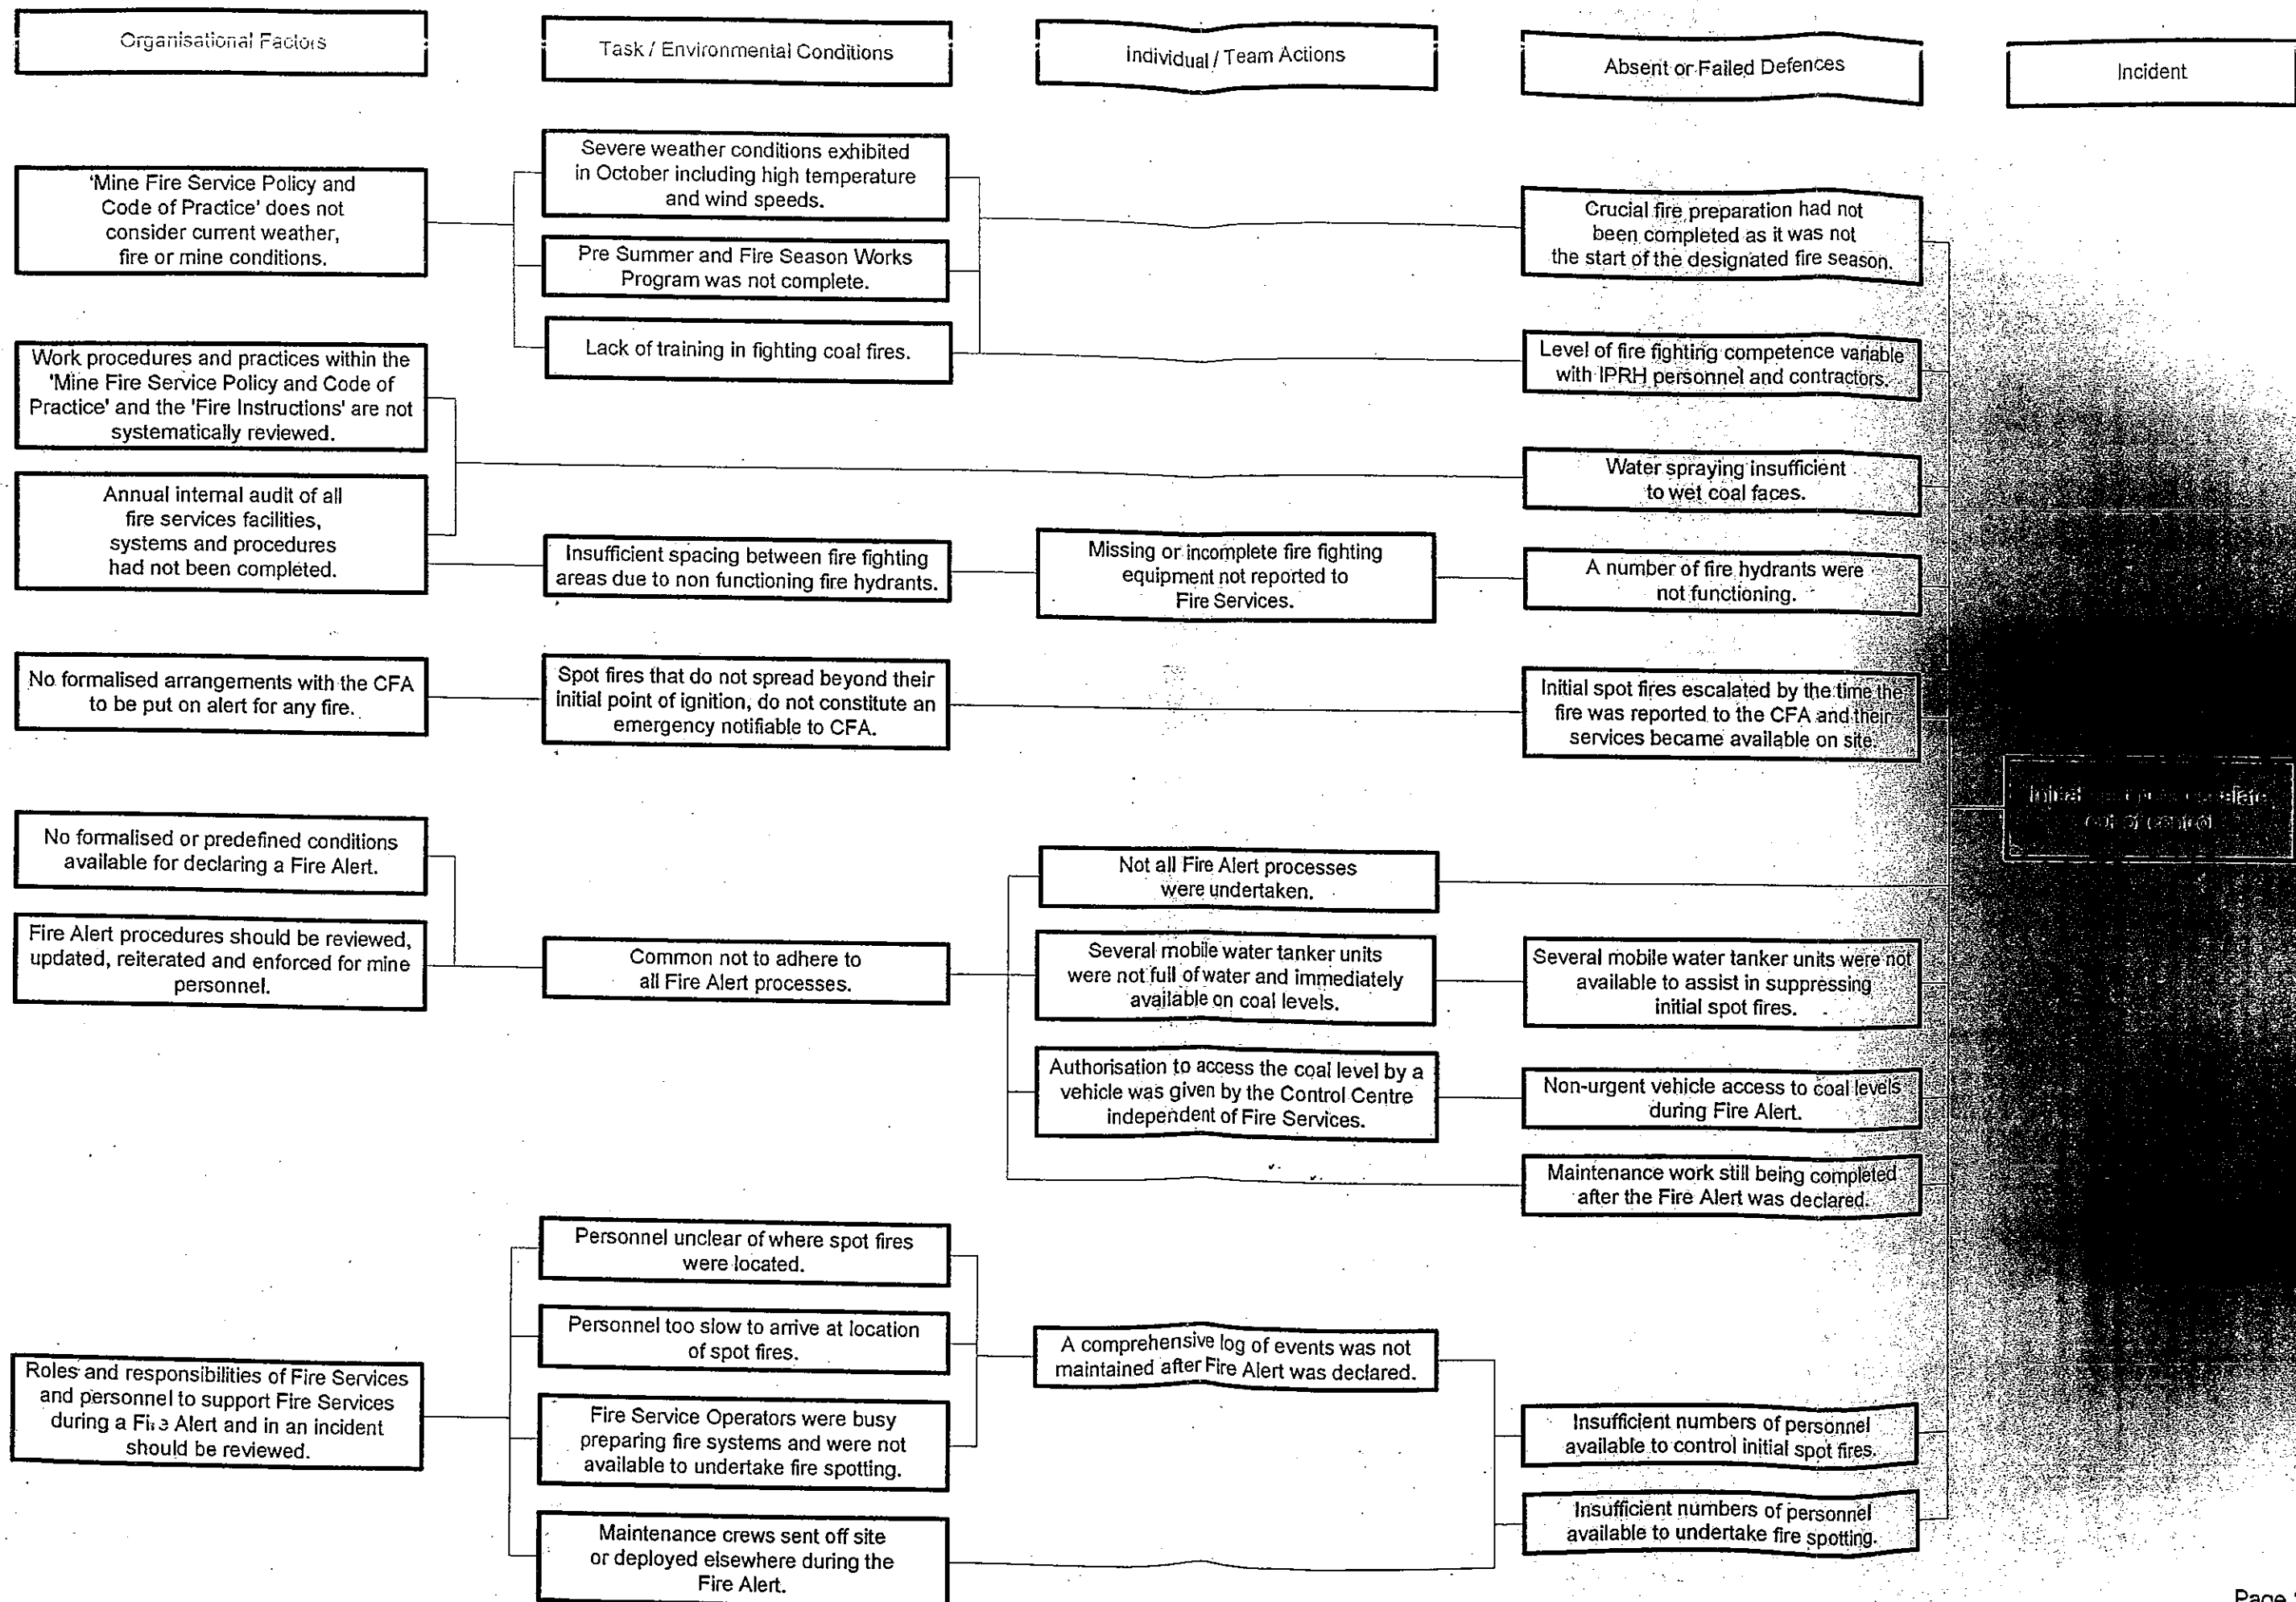 Organisational Factors
Task / Environmental Conditions
Individual / Team Actions
Absent or Failed Defences
Incident
'Mine Fire Service Policy and
Code of Practice' does not
consider current weather,
fire or mine conditions.
Severe weather conditions exhibited
in October including high temperature
and wind speeds.
Pre Summer and Fire Season Works
Program was not complete.
Lack of training in fighting coal fires.
Crucial fire preparation had not
been completed as it was not
the start of the designated fire season.
Level of fire fighting competence variable
with IPRH personnel and contractors.
Work procedures and practices within the
'Mine Fire Service Policy and Code of
Practice' and the 'Fire Instructions' are not
systematically reviewed.
Annual internal audit of all
fire services facilities,
systems and procedures
had not been completed.
Water spraying insufficient
to wet coal faces.
Insufficient spacing between fire fighting
areas due to non functioning fire hydrants.
Missing or incomplete fire fighting
equipment not reported to
Fire Services.
A number of fire hydrants were
not functioning.
No formalised arrangements with the CFA
to be put on alert for any fire.
Spot fires that do not spread beyond their
initial point of ignition, do not constitute an
emergency notifiable to CFA.
Initial spot fires escalated by the time the
fire was reported to the CFA and their
services became available on site.
Initial
out of control
No formalised or predefined conditions
available for declaring a Fire Alert.
Fire Alert procedures should be reviewed,
updated, reiterated and enforced for mine
personnel.
Common not to adhere to
all Fire Alert processes.
Not all Fire Alert processes
were undertaken.
Several mobile water tanker units
were not full of water and immediately
available on coal levels.
Several mobile water tanker units were not
available to assist in suppressing
initial spot fires.
Authorisation to access the coal level by a
vehicle was given by the Control Centre
independent of Fire Services.
Non-urgent vehicle access to coal levels
during Fire Alert.
Maintenance work still being completed
after the Fire Alert was declared.
Roles and responsibilities of Fire Services
and personnel to support Fire Services
during a Fire Alert and in an incident
should be reviewed.
Personnel unclear of where spot fires
were located.
Personnel too slow to arrive at location
of spot fires.
Fire Service Operators were busy
preparing fire systems and were not
available to undertake fire spotting.
Maintenance crews sent off site
or deployed elsewhere during the
Fire Alert.
A comprehensive log of events was not
maintained after Fire Alert was declared.
Insufficient numbers of personnel
available to control initial spot fires.
Insufficient numbers of personnel
available to undertake fire spotting.
Page